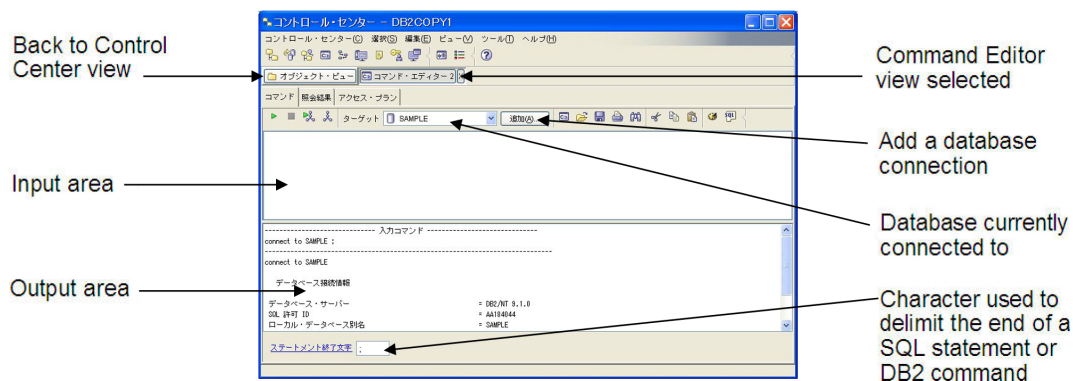 コントロール・センター - DB2COPY1
コントロール・センター(C) 選択(S) 編集(E) ビュー(V) ツール(T) ヘルプ(H)
Back to Control
Center view
オブジェクト・ビュー
コマンド・エディター 2
Command Editor
view selected
コマンド 照会結果 アクセス・プラン
ターゲット SAMPLE 追加(A)...
SQL
Add a database
connection
Input area
Database currently
connected to
---------------------------- 入力コマンド ----------------------------
connect to SAMPLE ;
connect to SAMPLE
データベース接続情報
Output area
データベース・サーバー = DB2/NT 9.1.0
SQL 許可 ID = AA184044
ローカル・データベース別名 = SAMPLE
ステートメント終了文字 ;
Character used to
delimit the end of a
SQL statement or
DB2 command